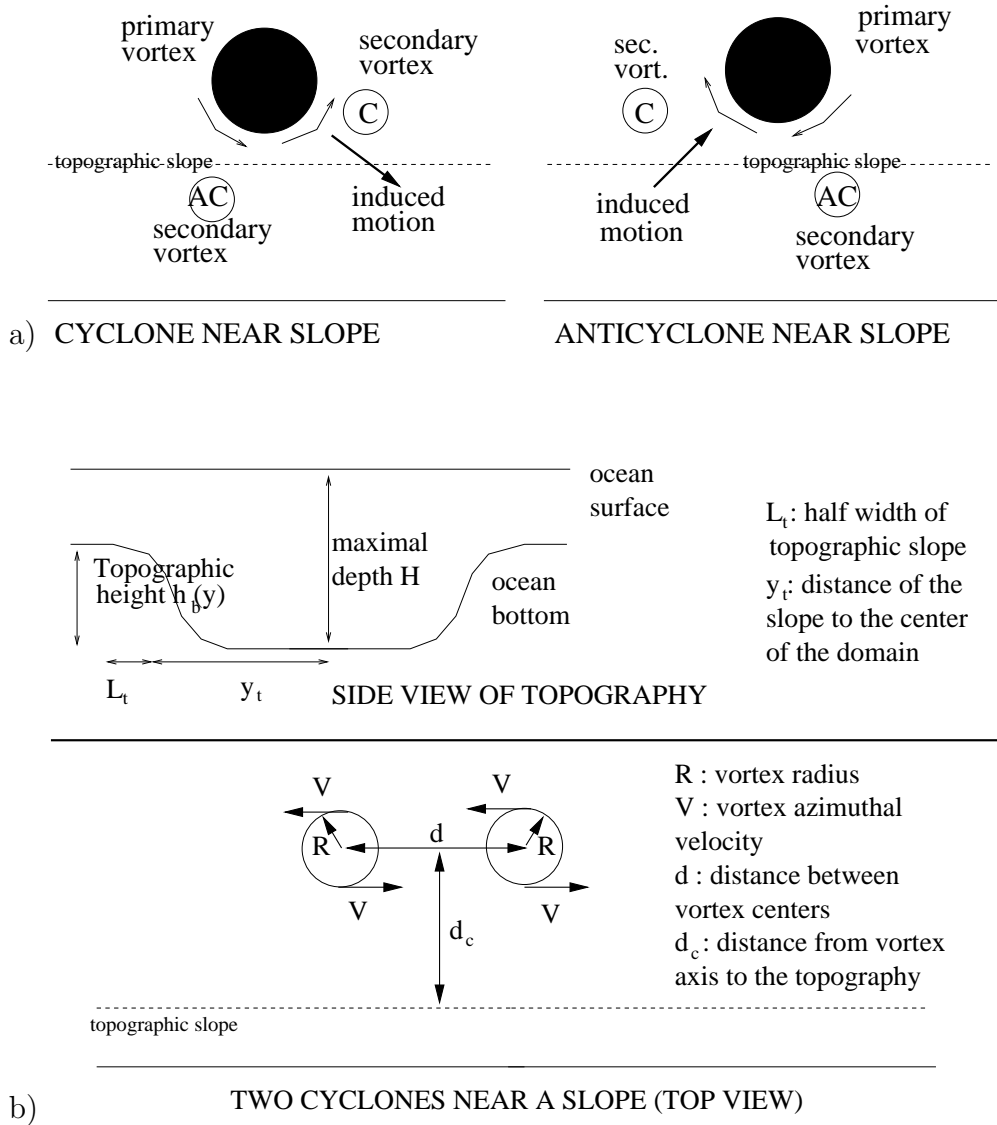 primary
vortex
secondary
vortex
C
topographic slope
AC
secondary
vortex
induced
motion
sec.
vort.
C
primary
vortex
topographic slope
induced
motion
AC
secondary
vortex
a) CYCLONE NEAR SLOPE
ANTICYCLONE NEAR SLOPE
ocean
surface
maximal
depth H
Topographic
height h_b(y)
ocean
bottom
L_t
y_t
SIDE VIEW OF TOPOGRAPHY
L_t: half width of
topographic slope
y_t: distance of the
slope to the center
of the domain
V
V
R
d
R
V
V
d_c
topographic slope
R : vortex radius
V : vortex azimuthal
velocity
d : distance between
vortex centers
d_c: distance from vortex
axis to the topography
b) TWO CYCLONES NEAR A SLOPE (TOP VIEW)